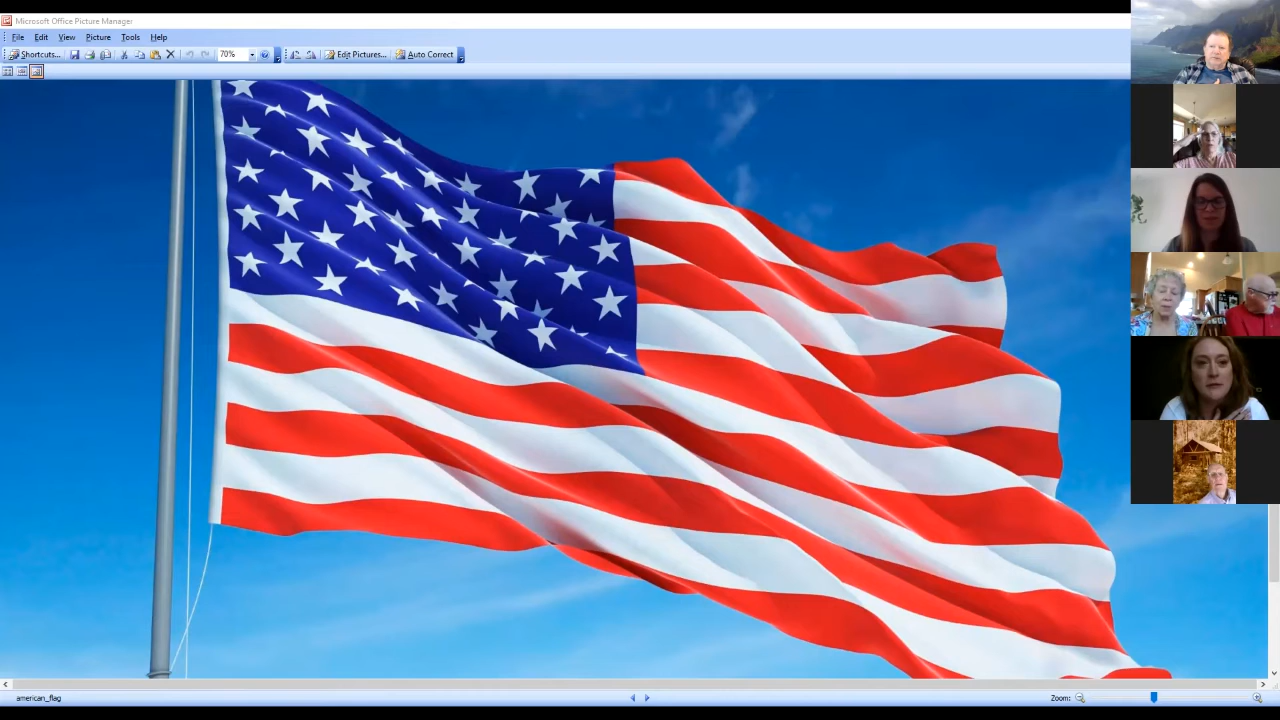 Microsoft Office Picture Manager
File Edit View Picture Tools Help
Shortcuts... 70% Edit Pictures... Auto Correct
american_flag Zoom: